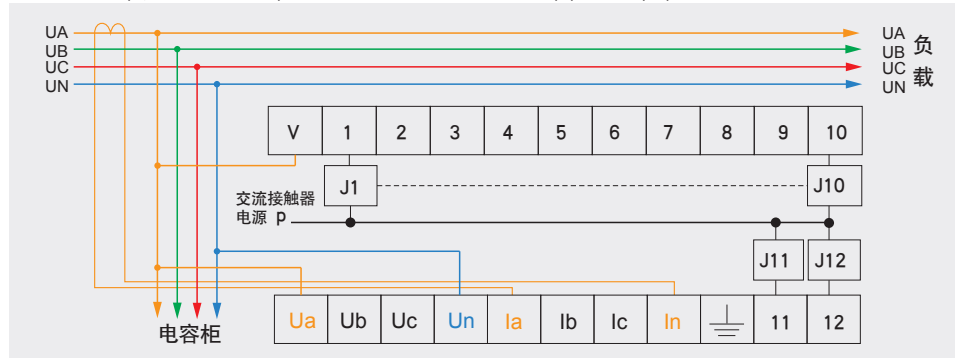 UA UA
UB UB 负
UC UC 载
UN UN
V 1 2 3 4 5 6 7 8 9 10
J1 J10
交流接触器
电源 p
J11 J12
Ua Ub Uc Un Ia Ib Ic In 11 12
电容柜